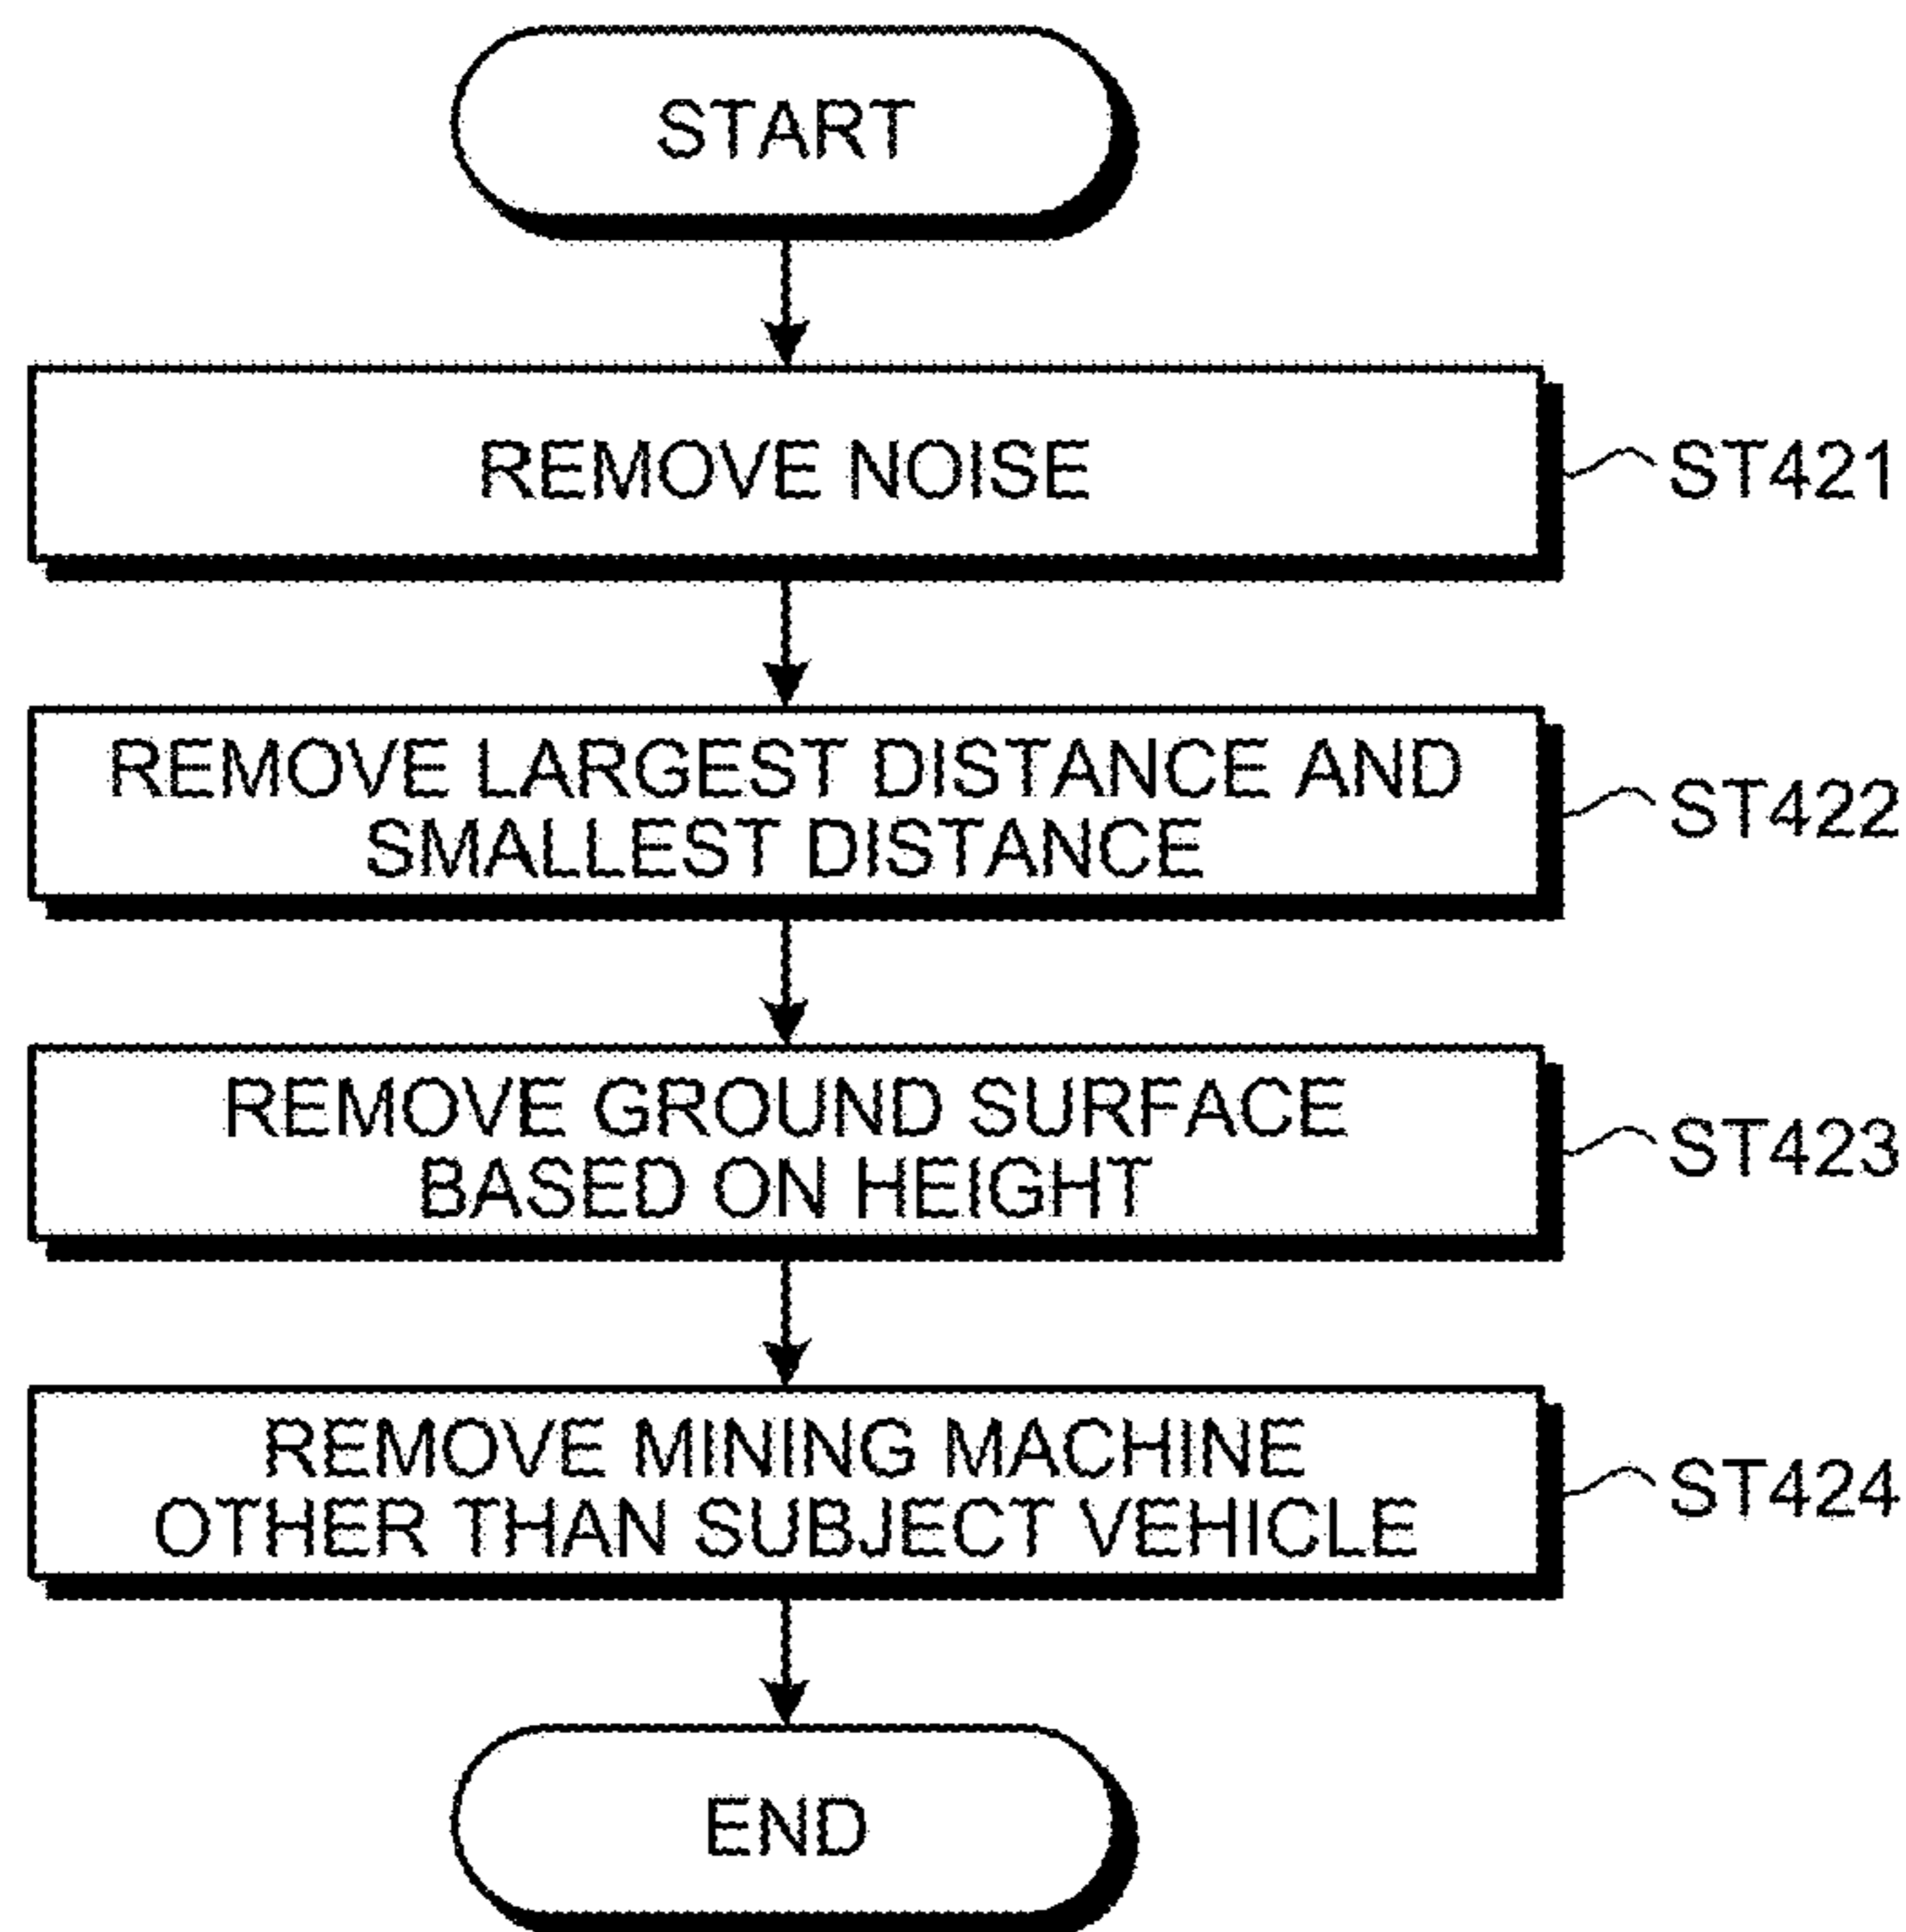 START
REMOVE NOISE
ST421
REMOVE LARGEST DISTANCE AND
SMALLEST DISTANCE
ST422
REMOVE GROUND SURFACE
BASED ON HEIGHT
ST423
REMOVE MINING MACHINE
OTHER THAN SUBJECT VEHICLE
ST424
END